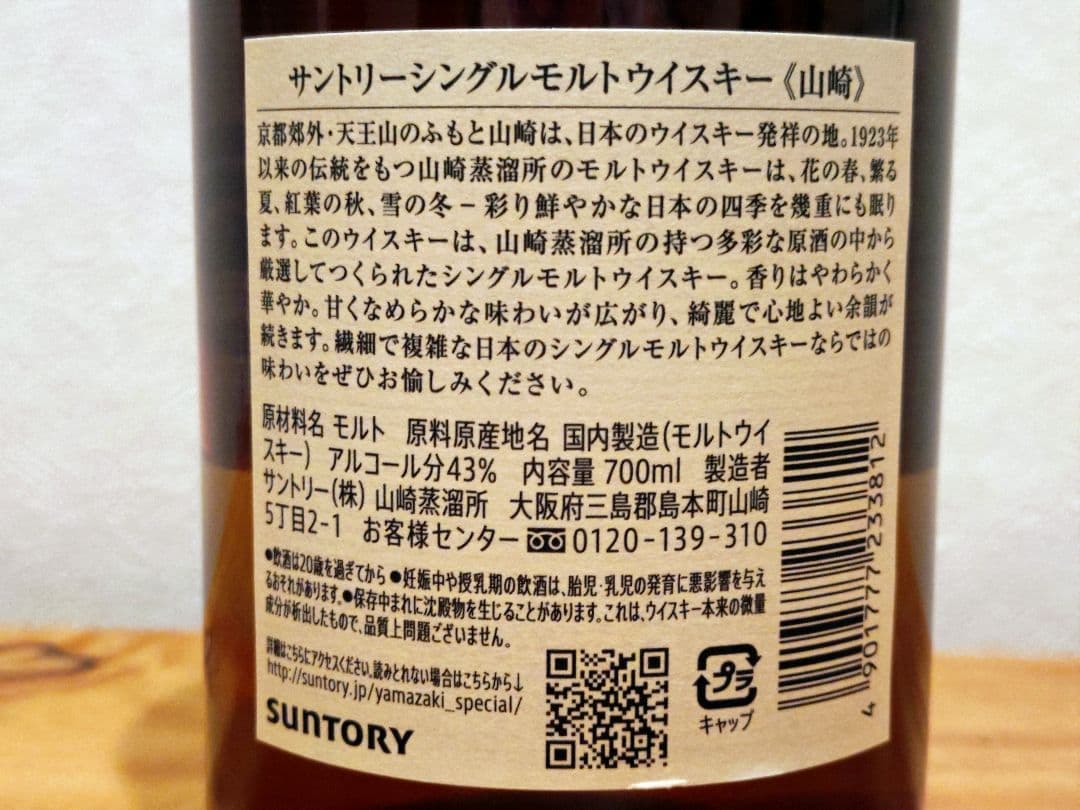 サントリーシングルモルトウイスキー《山崎》
京都郊外・天王山のふもと山崎は、日本のウイスキー発祥の地。1923年
以来の伝統をもつ山崎蒸溜所のモルトウイスキーは、花の春、繁る
夏、紅葉の秋、雪の冬－彩り鮮やかな日本の四季を幾重にも眠り
ます。このウイスキーは、山崎蒸溜所の持つ多彩な原酒の中から
厳選してつくられたシングルモルトウイスキー。香りはやわらかく
華やか。甘くなめらかな味わいが広がり、綺麗で心地よい余韻が
続きます。繊細で複雑な日本のシングルモルトウイスキーならではの
味わいをぜひお愉しみください。
原材料名 モルト 原料原産地名 国内製造(モルトウイ
スキー) アルコール分43% 内容量 700ml 製造者
サントリー(株) 山崎蒸溜所 大阪府三島郡島本町山崎
5丁目2-1 お客様センター 0120-139-310
●飲酒は20歳を過ぎてから ●妊娠中や授乳期の飲酒は、胎児・乳児の発育に悪影響を与え
るおそれがあります。●保存中まれに沈殿物を生じることがあります。これは、ウイスキー本来の微量
成分が析出したもので、品質上問題ございません。
詳細はこちらにアクセスください。読みとれない場合はこちらから↓
http://suntory.jp/yamazaki_special/
SUNTORY
プラ
キャップ
4 901777 233812